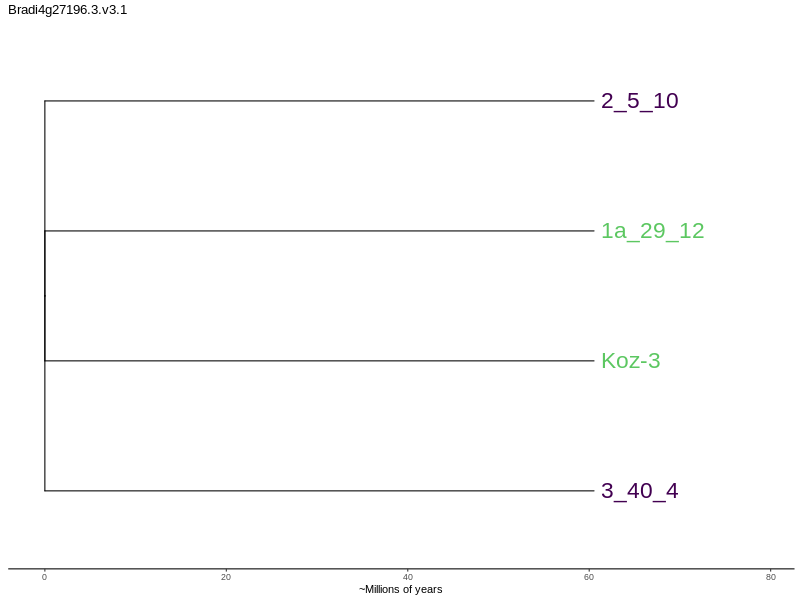 Bradi4g27196.3.v3.1
2_5_10
1a_29_12
Koz-3
3_40_4
0 20 40 60 80
~Millions of years